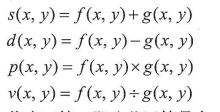 s(x, y) = f(x, y) + g(x, y)
d(x, y) = f(x, y) − g(x, y)
p(x, y) = f(x, y) × g(x, y)
v(x, y) = f(x, y) ÷ g(x, y)